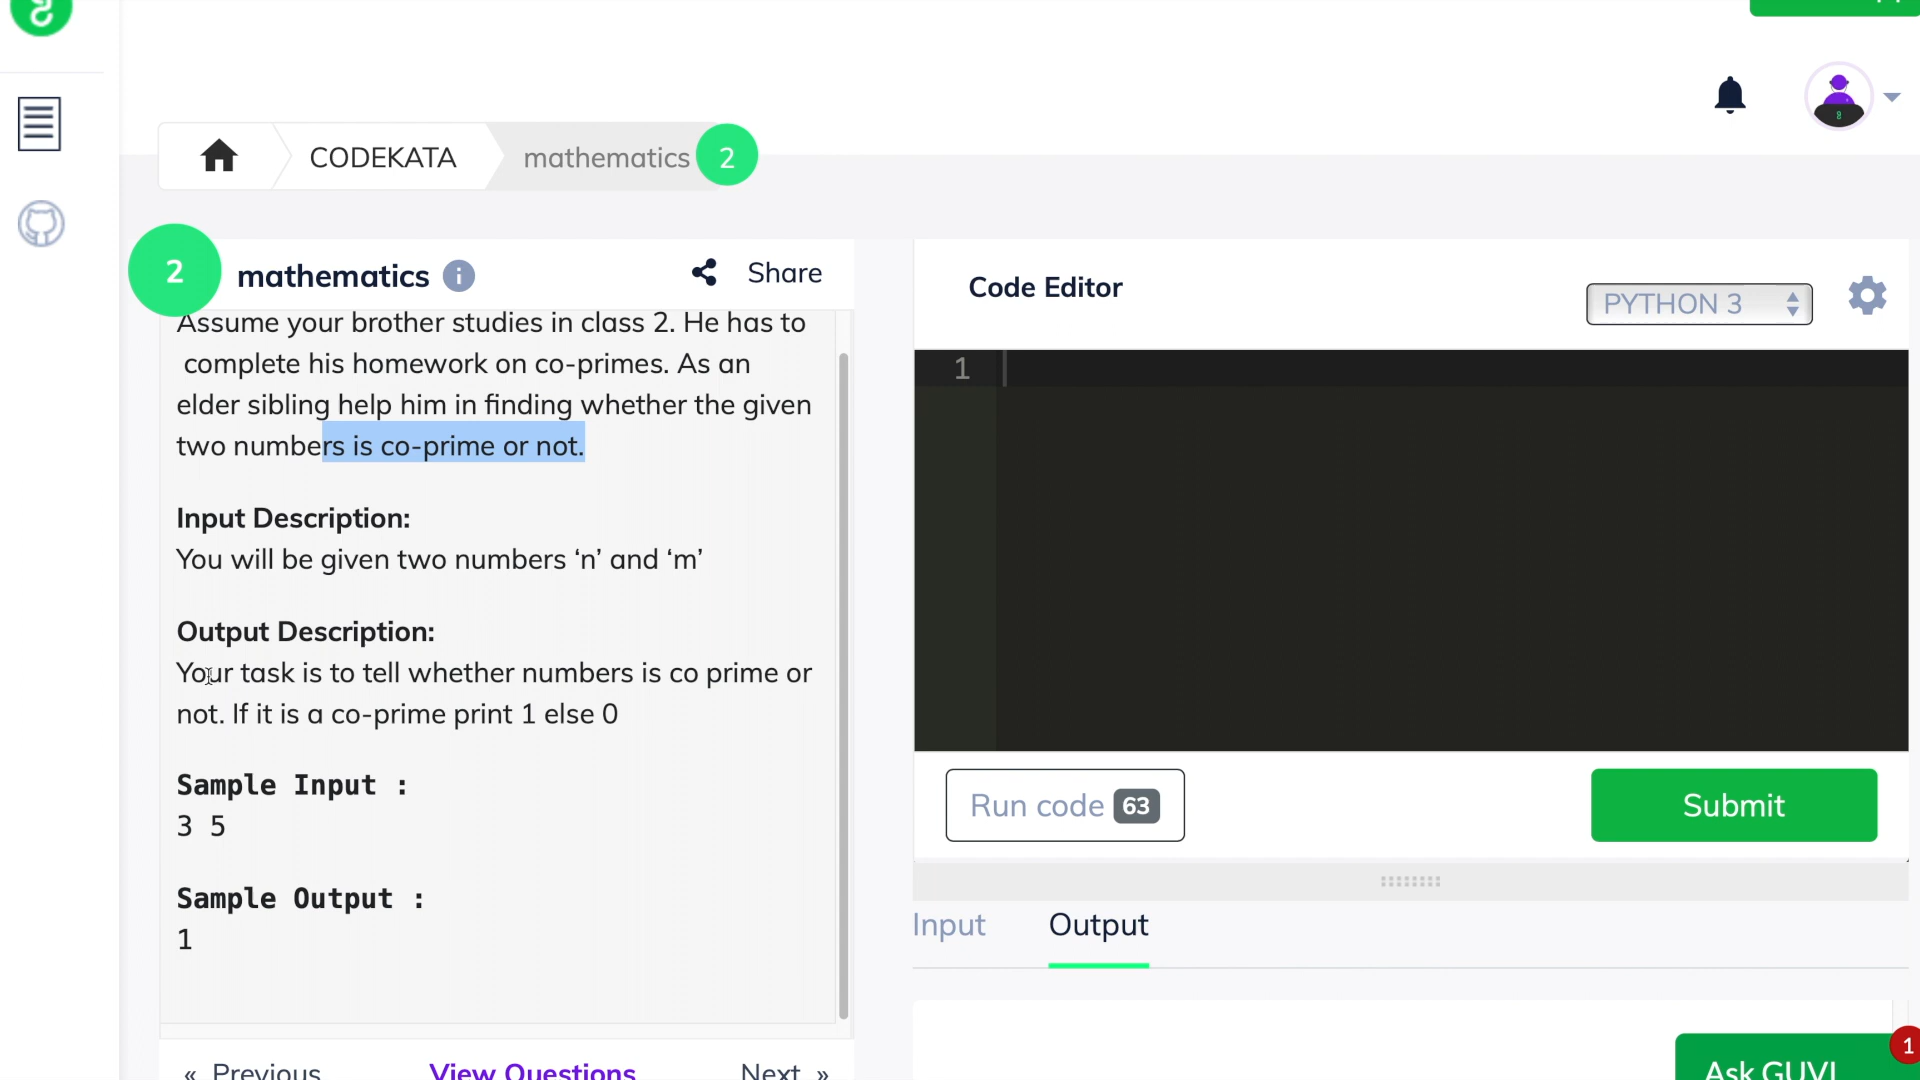 CODEKATA
mathematics 2
2 mathematics i
Share
Assume your brother studies in class 2. He has to
complete his homework on co-primes. As an
elder sibling help him in finding whether the given
two numbers is co-prime or not.
Input Description:
You will be given two numbers ‘n’ and ‘m’
Output Description:
Your task is to tell whether numbers is co prime or
not. If it is a co-prime print 1 else 0
Sample Input :
3 5
Sample Output :
1
« Previous
View Questions
Next »
Code Editor
PYTHON 3
1
Run code 63
Submit
Input
Output
1
Ask GUVI